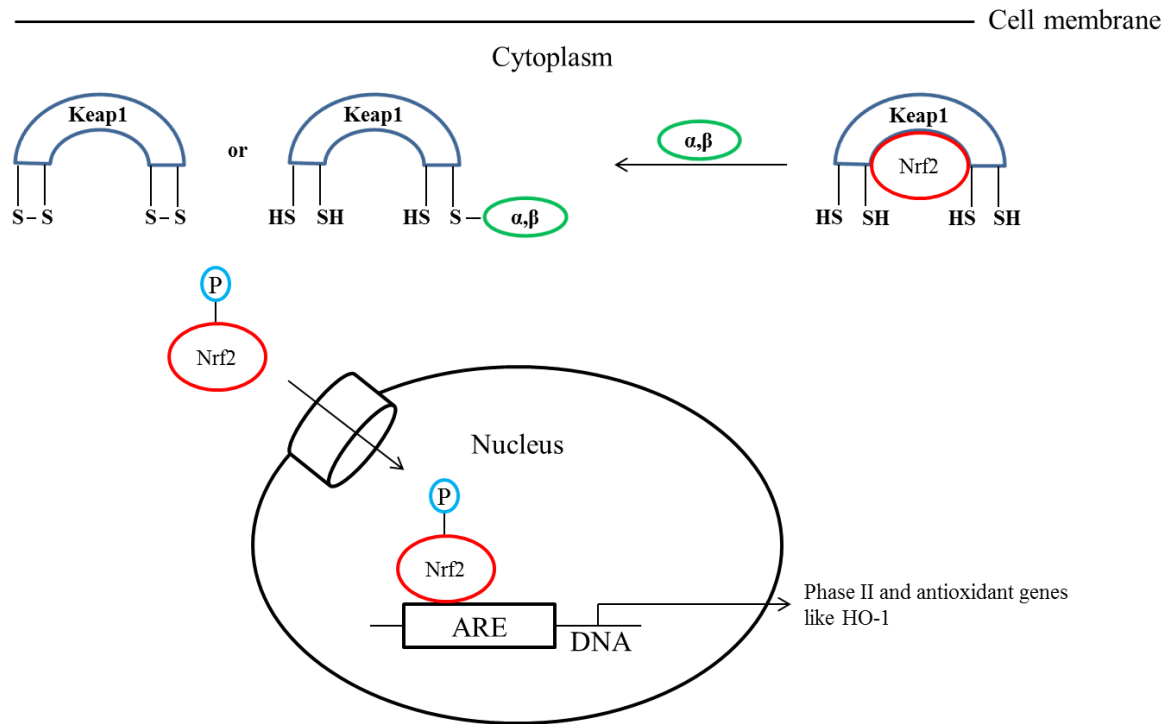 Cell membrane
Cytoplasm
Keap1
or
Keap1
α,β
Keap1
Nrf2
S–S
S–S
HS
SH
HS
S –
α,β
HS
SH
HS
SH
P
Nrf2
Nucleus
P
Nrf2
ARE
DNA
Phase II and antioxidant genes
like HO-1